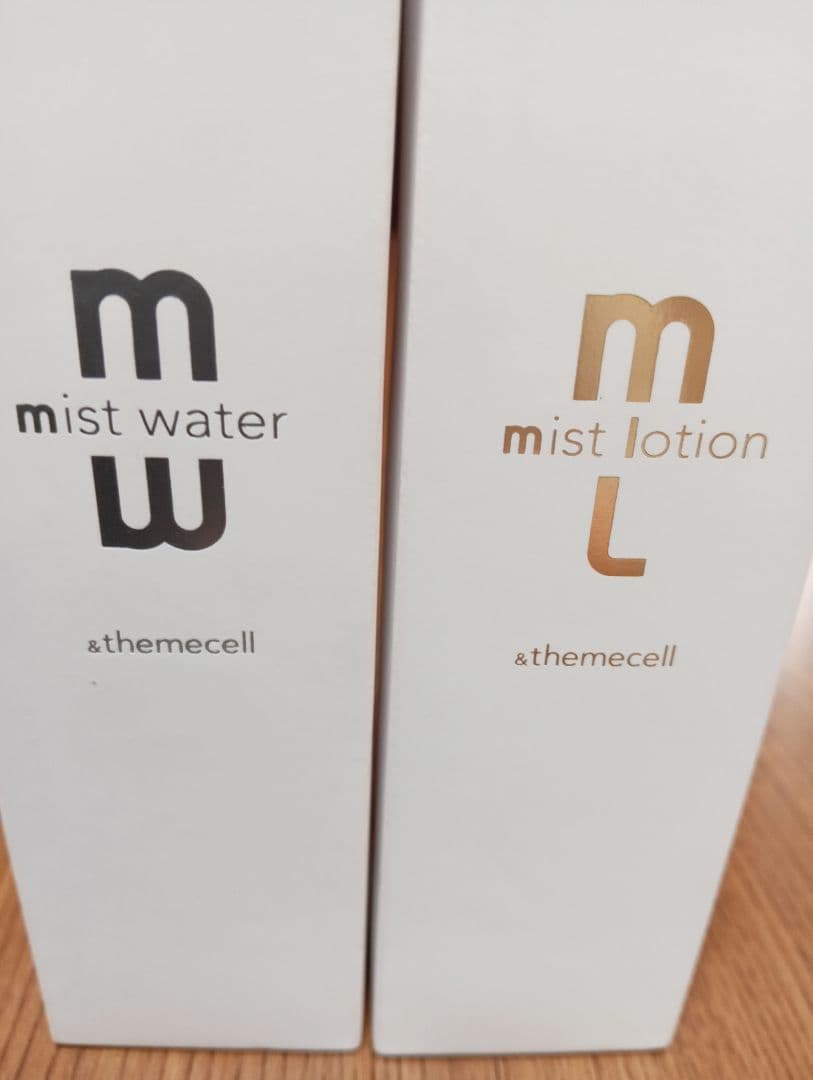 m
mist water
w
&themecell
m
mist lotion
L
&themecell